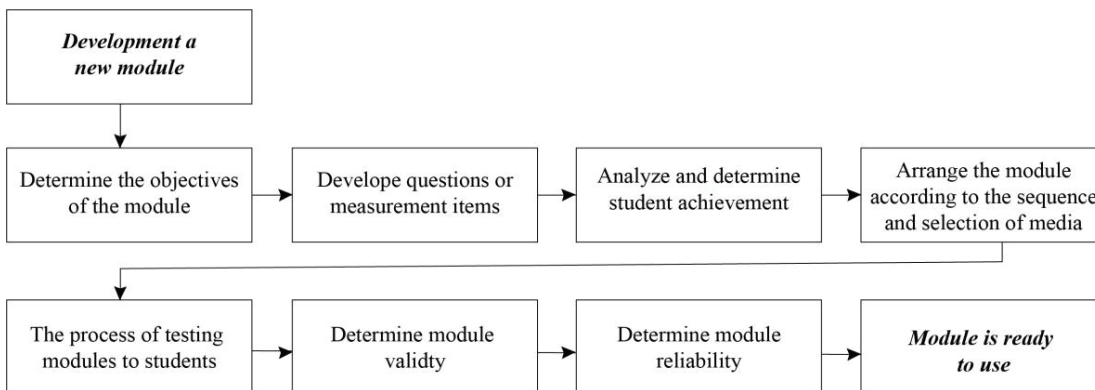 Development a
new module
Determine the objectives
of the module
Develope questions or
measurement items
Analyze and determine
student achievement
Arrange the module
according to the sequence
and selection of media
The process of testing
modules to students
Determine module
validty
Determine module
reliability
Module is ready
to use